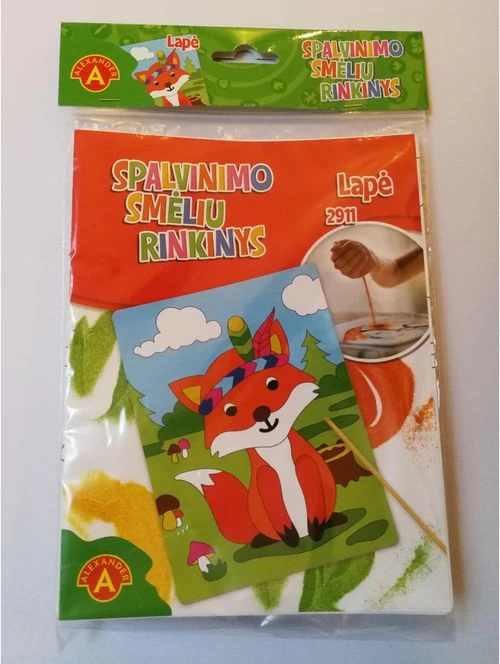 ALEXANDER
A
Lapė
SPALVINIMO
SMĖLIU
RINKINYS
SPALVINIMO
SMĖLIU
RINKINYS
Lapė
2911
ALEXANDER
A